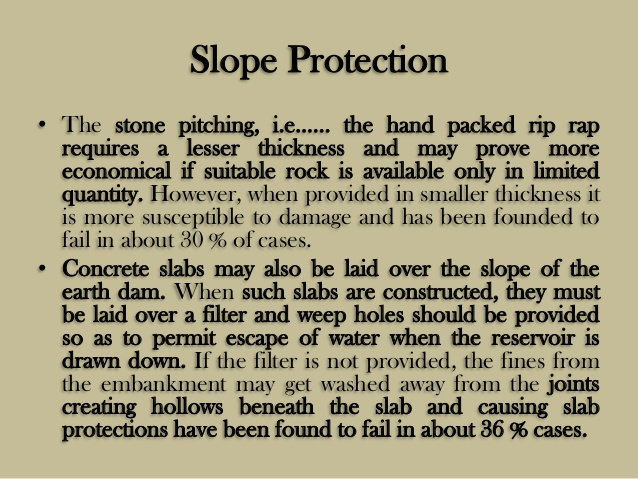 Slope Protection
• The stone pitching, i.e...... the hand packed rip rap
requires a lesser thickness and may prove more
economical if suitable rock is available only in limited
quantity. However, when provided in smaller thickness it
is more susceptible to damage and has been founded to
fail in about 30 % of cases.
• Concrete slabs may also be laid over the slope of the
earth dam. When such slabs are constructed, they must
be laid over a filter and weep holes should be provided
so as to permit escape of water when the reservoir is
drawn down. If the filter is not provided, the fines from
the embankment may get washed away from the joints
creating hollows beneath the slab and causing slab
protections have been found to fail in about 36 % cases.